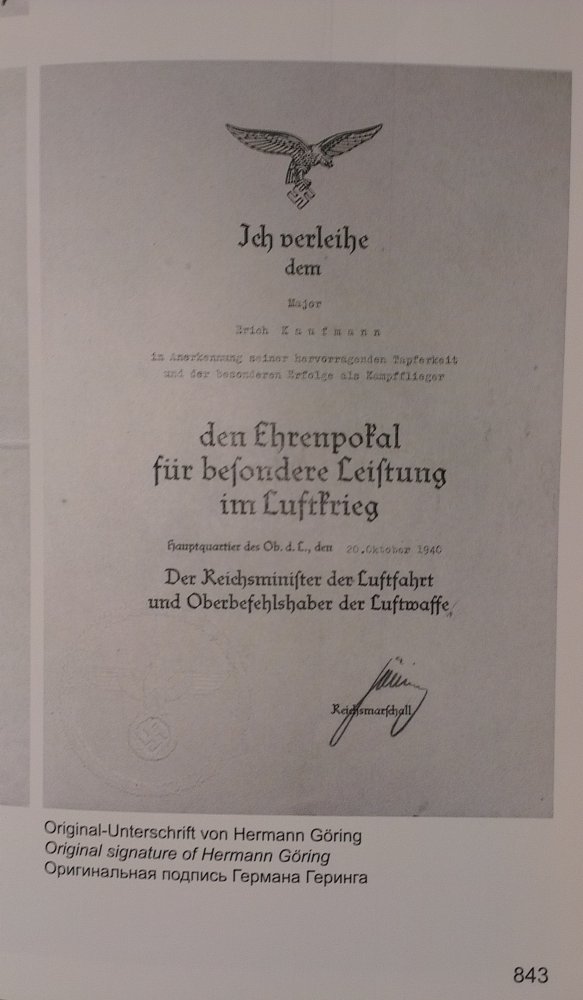 Ich verleihe
dem
Major
Erich Kaufmann
in Anerkennung seiner hervorragenden Tapferkeit
und der besonderen Erfolge als Kampfflieger
den Ehrenpokal
für besondere Leistung
im Luftkrieg
Hauptquartier des Ob. d. L., den 20.Oktober 1940
Der Reichsminister der Luftfahrt
und Oberbefehlshaber der Luftwaffe
Göring
Reichsmarschall
Original-Unterschrift von Hermann Göring
Original signature of Hermann Göring
Оригинальная подпись Германа Геринга
843